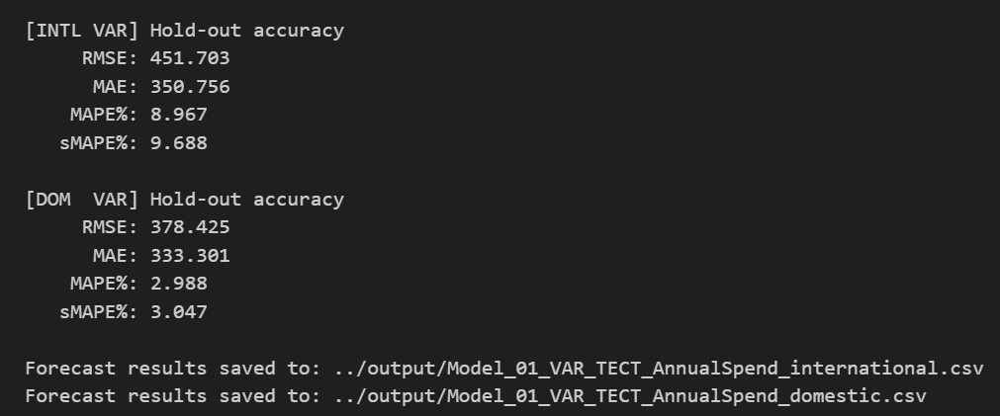 [INTL VAR] Hold-out accuracy
RMSE: 451.703
MAE: 350.756
MAPE%: 8.967
sMAPE%: 9.688
[DOM  VAR] Hold-out accuracy
RMSE: 378.425
MAE: 333.301
MAPE%: 2.988
sMAPE%: 3.047
Forecast results saved to: ../output/Model_01_VAR_TECT_AnnualSpend_international.csv
Forecast results saved to: ../output/Model_01_VAR_TECT_AnnualSpend_domestic.csv